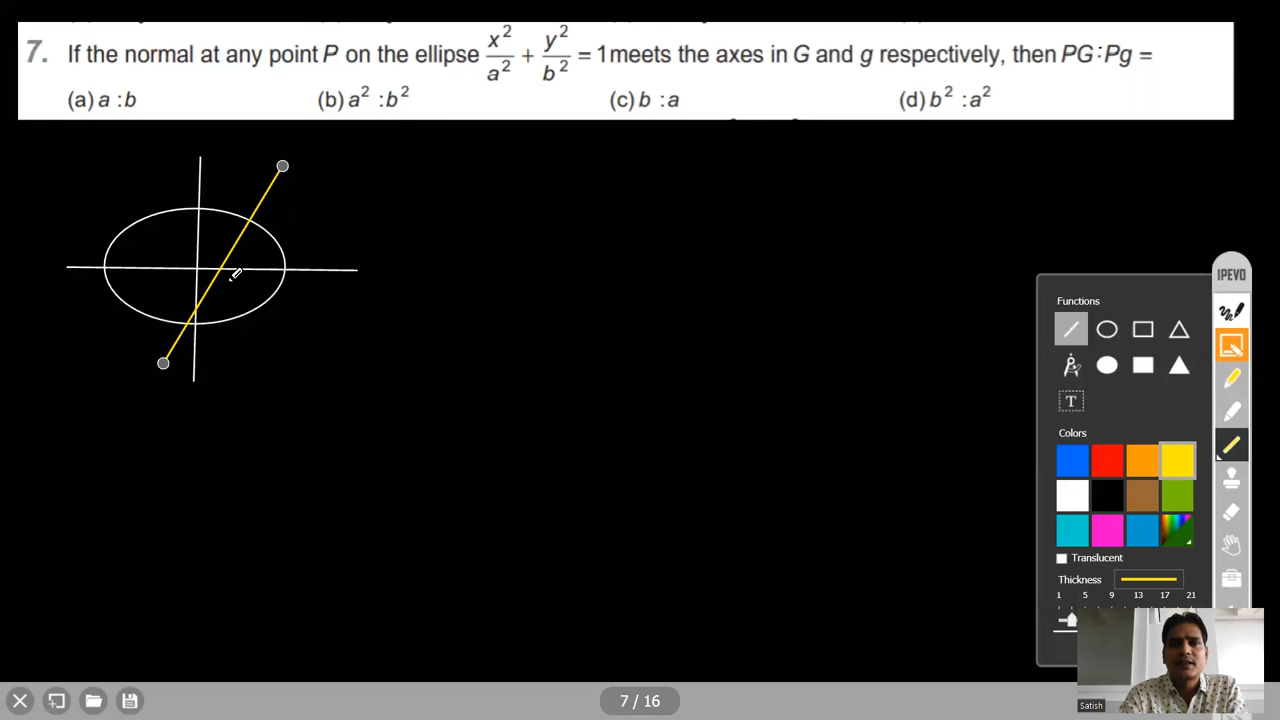 7. If the normal at any point P on the ellipse x²/a² + y²/b² = 1 meets the axes in G and g respectively, then PG : Pg =
(a) a : b (b) a² : b² (c) b : a (d) b² : a²
IPEVO
Functions
T
Colors
Translucent
Thickness
1 5 9 13 17 21
Satish
7 / 16